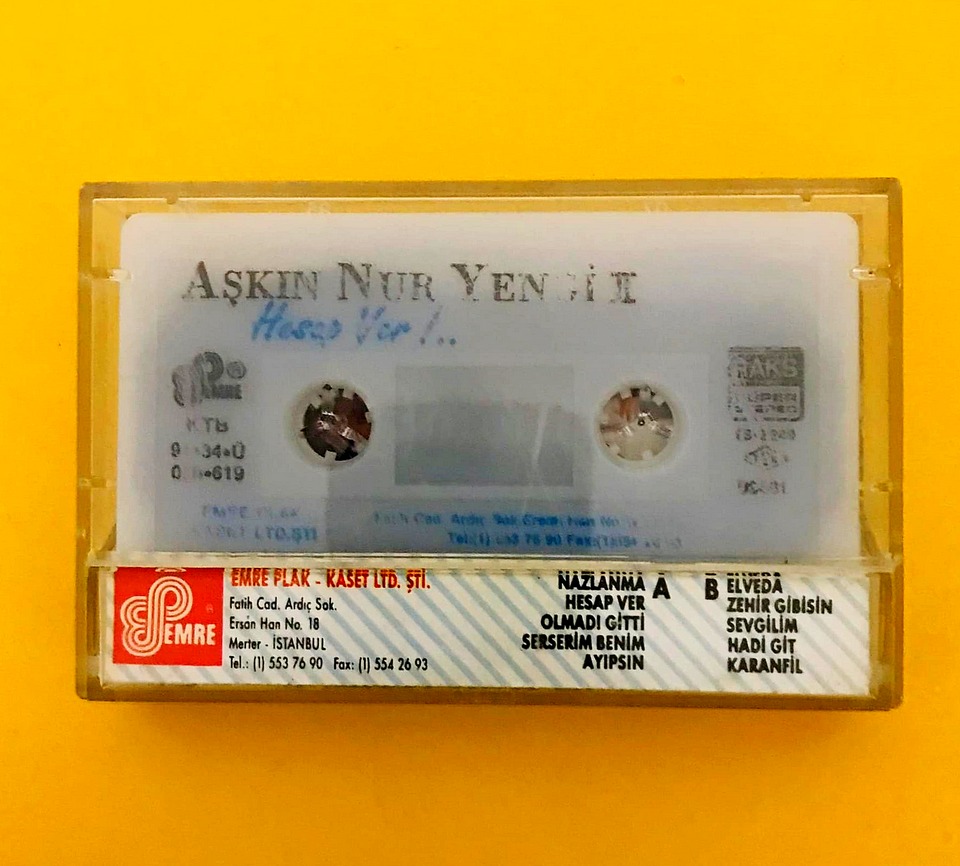 AŞKIN NUR YENGİ II
Hesap Ver !..
EMRE
KTB
RAKS
EMRE PLAK - KASET LTD. ŞTİ.
Fatih Cad. Ardıç Sok.
Ersan Han No. 18
Merter - İSTANBUL
Tel.: (1) 553 76 90 Fax: (1) 554 26 93
EMRE
A
NAZLANMA
HESAP VER
OLMADI GİTTİ
SERSERİM BENİM
AYIPSIN
B
ELVEDA
ZEHİR GİBİSİN
SEVGİLİM
HADİ GİT
KARANFİL